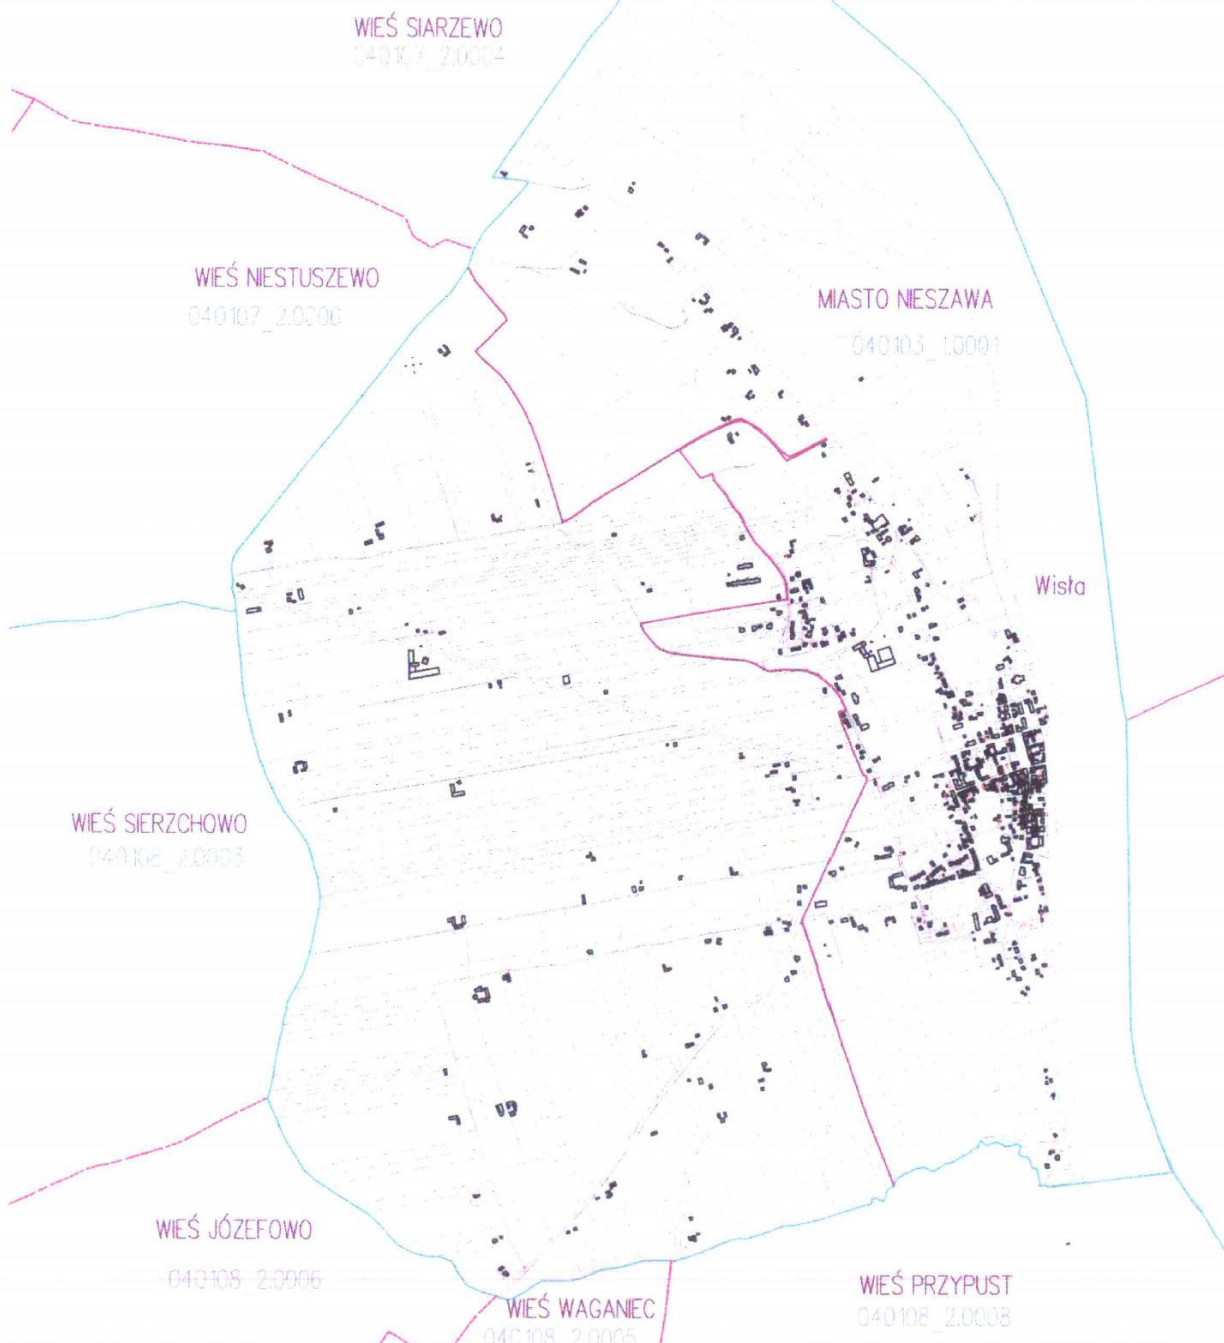 WIEŚ SIARZEWO
040107_2.0004
WIEŚ NIESTUSZEWO
040107_2.0006
MIASTO NIESZAWA
040103_1.0001
Wisła
WIEŚ SIERZCHOWO
040108_2.0003
WIEŚ JÓZEFOWO
040108_2.0006
WIEŚ WAGANIEC
040108_2.0005
WIEŚ PRZYPUST
040108_2.0008